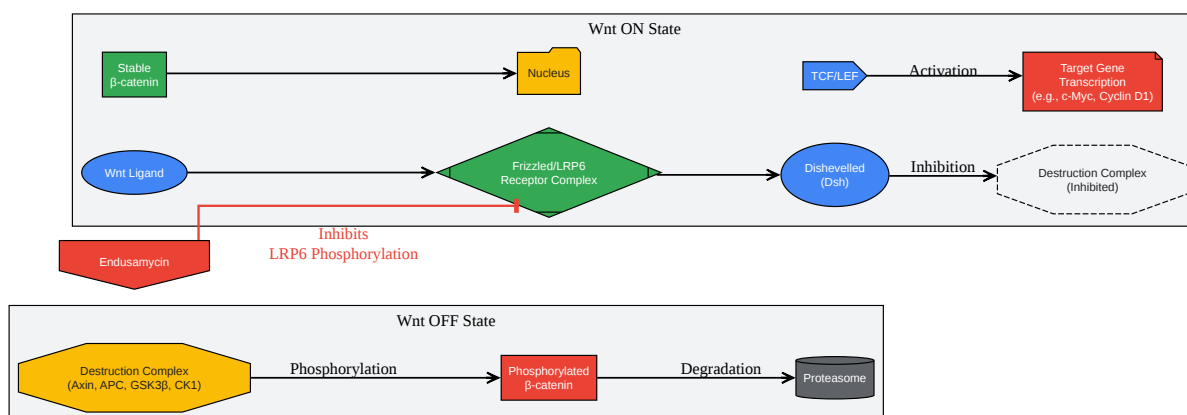 Wnt ON State
Stable
β-catenin
Nucleus
TCF/LEF
Activation
Target Gene
Transcription
(e.g., c-Myc, Cyclin D1)
Wnt Ligand
Frizzled/LRP6
Receptor Complex
Dishevelled
(Dsh)
Inhibition
Destruction Complex
(Inhibited)
Inhibits
LRP6 Phosphorylation
Endusamycin
Wnt OFF State
Destruction Complex
(Axin, APC, GSK3β, CK1)
Phosphorylation
Phosphorylated
β-catenin
Degradation
Proteasome